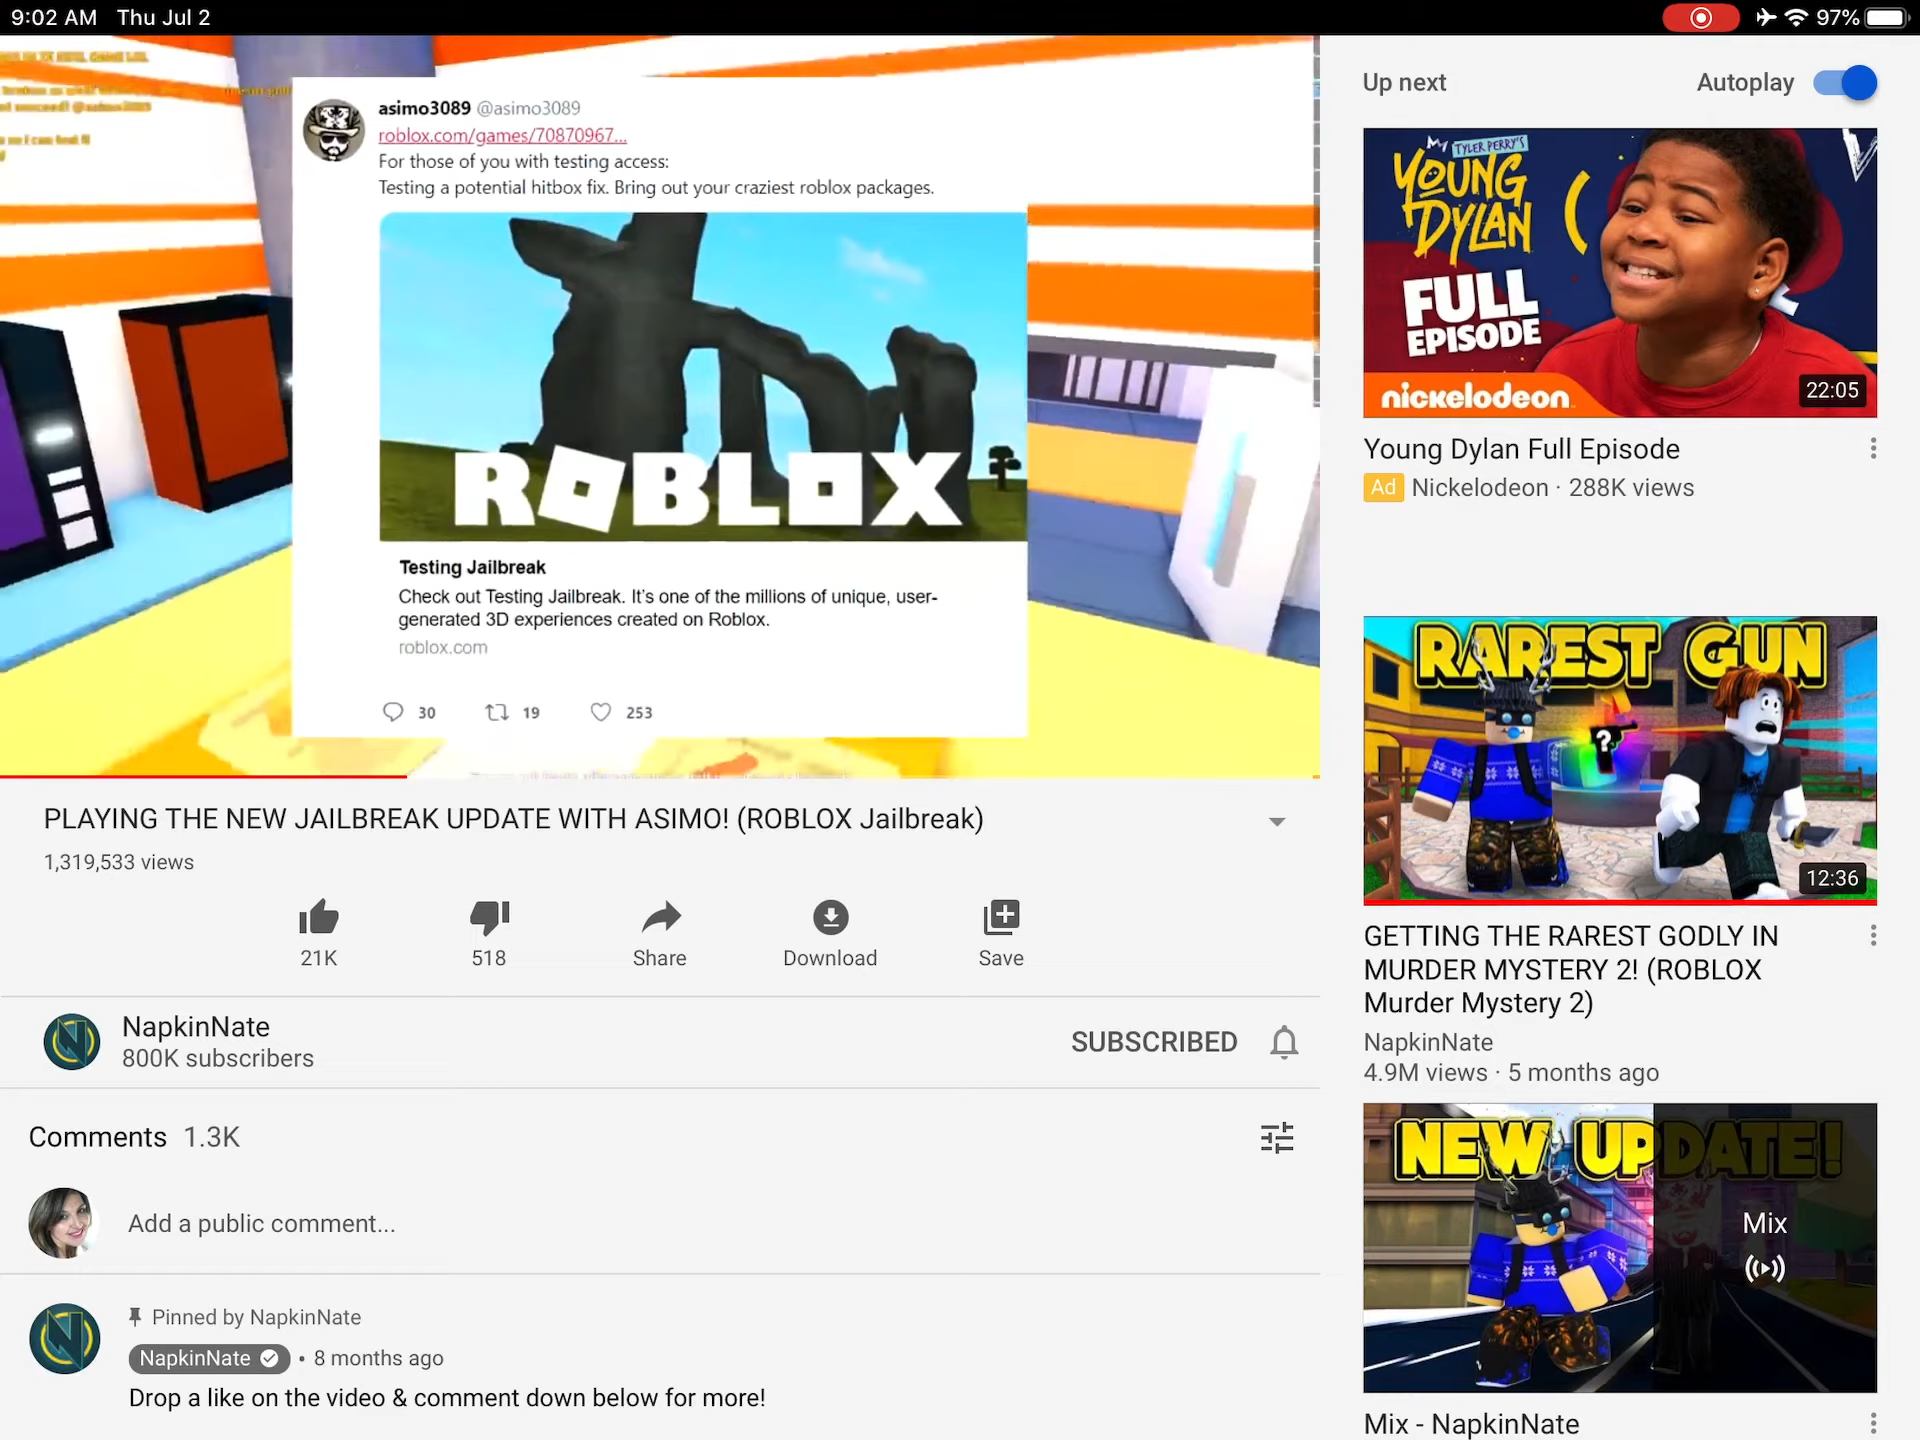 9:02 AM Thu Jul 2
97%
asimo3089 @asimo3089
roblox.com/games/70870967...
For those of you with testing access:
Testing a potential hitbox fix. Bring out your craziest roblox packages.
ROBLOX
Testing Jailbreak
Check out Testing Jailbreak. It's one of the millions of unique, user-
generated 3D experiences created on Roblox.
roblox.com
30 19 253
PLAYING THE NEW JAILBREAK UPDATE WITH ASIMO! (ROBLOX Jailbreak)
1,319,533 views
21K 518 Share Download Save
NapkinNate
800K subscribers
SUBSCRIBED
Comments 1.3K
Add a public comment...
Pinned by NapkinNate
NapkinNate • 8 months ago
Drop a like on the video & comment down below for more!
Up next Autoplay
TYLER PERRY'S
YOUNG
DYLAN
FULL
EPISODE
nickelodeon
22:05
Young Dylan Full Episode
Ad Nickelodeon · 288K views
RAREST GUN
?
12:36
GETTING THE RAREST GODLY IN
MURDER MYSTERY 2! (ROBLOX
Murder Mystery 2)
NapkinNate
4.9M views · 5 months ago
NEW UPDATE!
Mix
Mix - NapkinNate